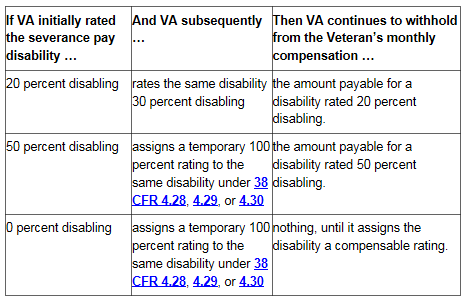 If VA initially rated
the severance pay
disability …
And VA subsequently
…
Then VA continues to withhold
from the Veteran's monthly
compensation …
20 percent disabling
rates the same disability
30 percent disabling
the amount payable for a
disability rated 20 percent
disabling.
50 percent disabling
assigns a temporary 100
percent rating to the
same disability under 38
CFR 4.28, 4.29, or 4.30
the amount payable for a
disability rated 50 percent
disabling.
0 percent disabling
assigns a temporary 100
percent rating to the
same disability under 38
CFR 4.28, 4.29, or 4.30
nothing, until it assigns the
disability a compensable rating.